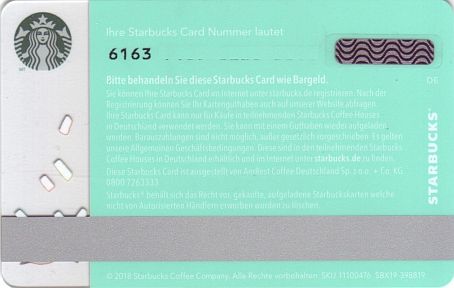 Ihre Starbucks Card Nummer lautet
6163
Bitte behandeln Sie diese Starbucks Card wie Bargeld.
DE
Sie können Ihre Starbucks Card im Internet unter starbucks.de registrieren. Nach der
Registrierung können Sie Ihr Kartenguthaben auch auf unserer Website abfragen.
Ihre Starbucks Card kann nur für Käufe in teilnehmenden Starbucks Coffee Houses
in Deutschland verwendet werden. Sie kann mit einem Guthaben wieder aufgeladen
werden. Barauszahlungen sind nicht möglich, außer gesetzlich vorgeschrieben. Es gelten
unsere Allgemeinen Geschäftsbedingungen. Diese sind in den teilnehmenden Starbucks
Coffee Houses in Deutschland erhältlich und im Internet unter starbucks.de zu finden.
Diese Starbucks Card ist ausgestellt von AmRest Coffee Deutschland Sp. z o.o. + Co. KG
0800 7263333
Starbucks® behält sich das Recht vor, gekaufte, aufgeladene Starbuckskarten welche
nicht von Autorisierten Händlern erworben wurden zu löschen.
STARBUCKS®
© 2018 Starbucks Coffee Company. Alle Rechte vorbehalten. SKU 11100476 SBX19-398819